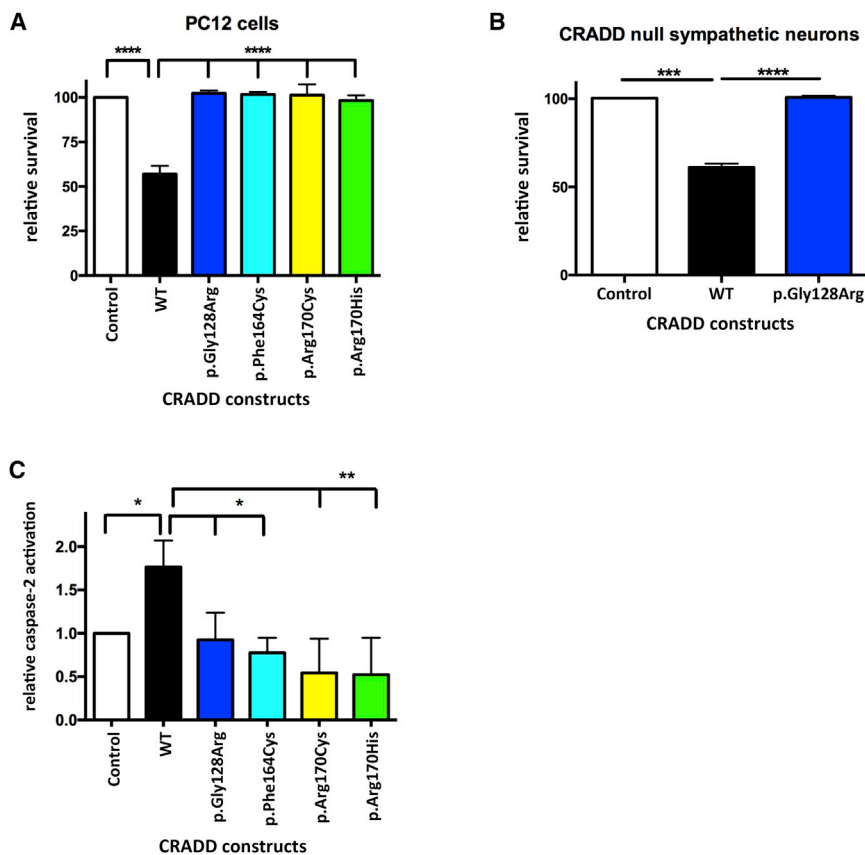 A
PC12 cells
****
****
relative survival
100
75
50
25
0
Control
WT
p.Gly128Arg
p.Phe164Cys
p.Arg170Cys
p.Arg170His
CRADD constructs
B
CRADD null sympathetic neurons
***
****
relative survival
100
50
0
Control
WT
p.Gly128Arg
CRADD constructs
C
**
*
*
relative caspase-2 activation
2.0
1.5
1.0
0.5
0.0
Control
WT
p.Gly128Arg
p.Phe164Cys
p.Arg170Cys
p.Arg170His
CRADD constructs